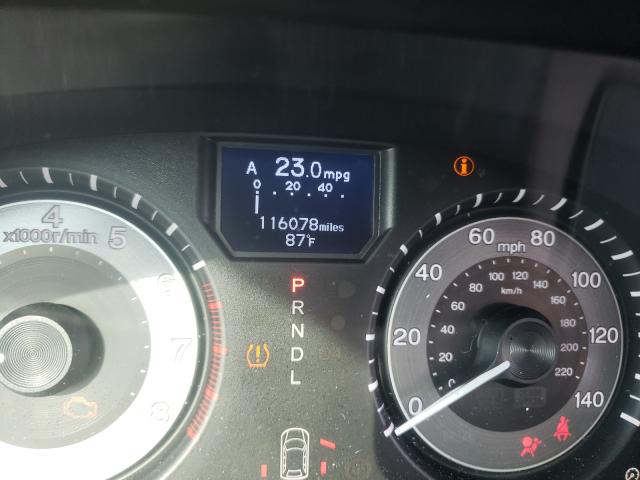 A 23.0mpg
0 20 40
116078miles
87°F
4
5
x1000r/min
6
7
8
P
R
N
D
L
60 mph 80
40 100
20 120
0 140
80 100 120 140
km/h
60 160
40 180
20 200
0 220